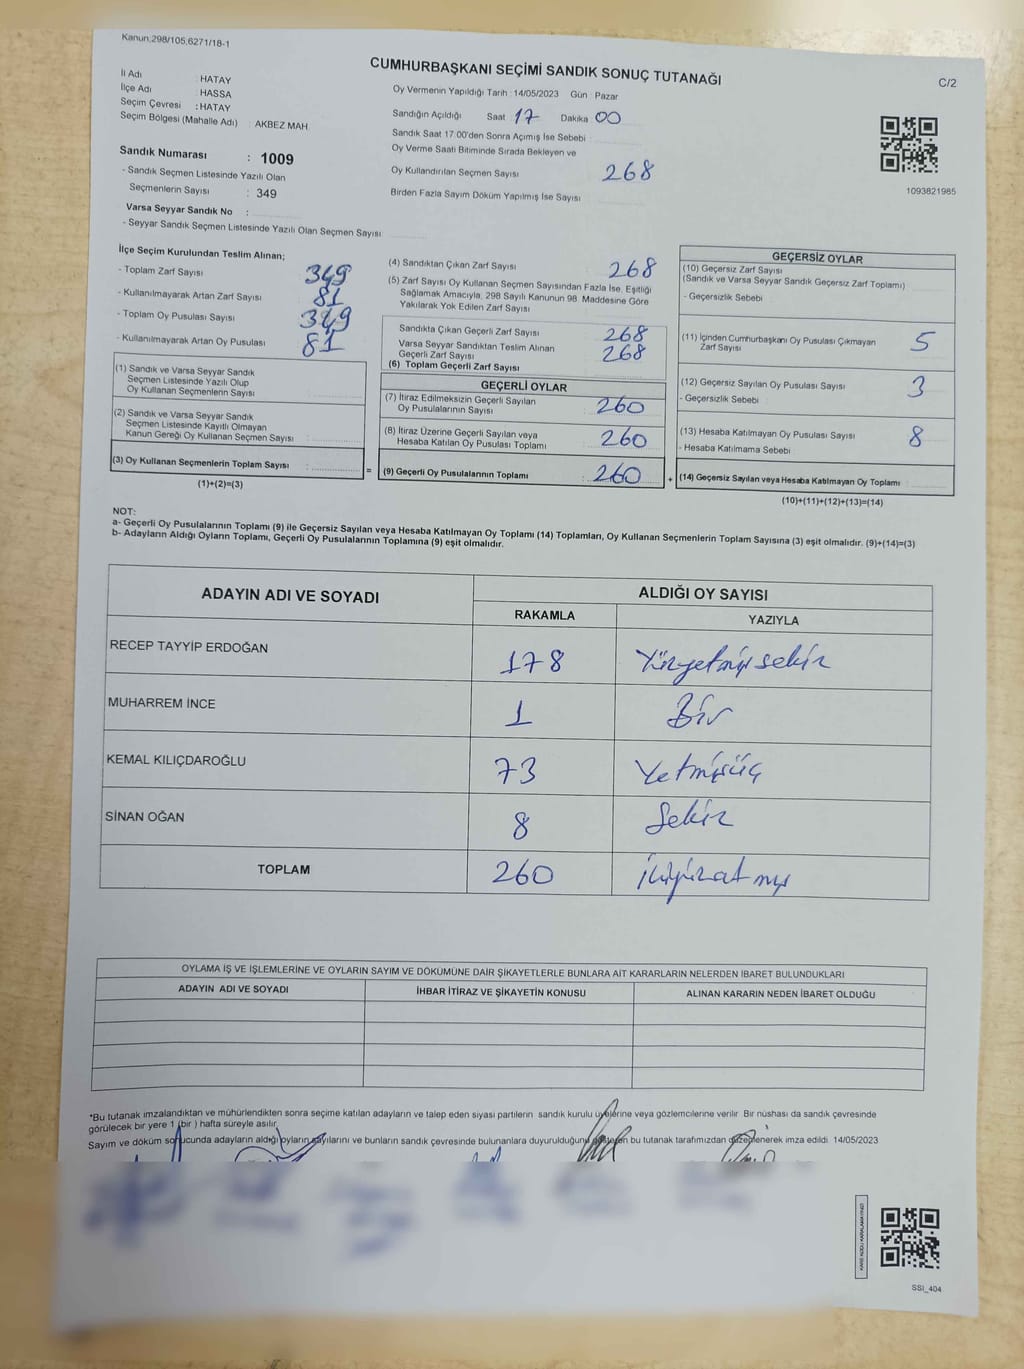 Kanun:298/105;6271/18-1
CUMHURBAŞKANI SEÇİMİ SANDIK SONUÇ TUTANAĞI
C/2
İl Adı : HATAY
İlçe Adı : HASSA
Seçim Çevresi : HATAY
Seçim Bölgesi (Mahalle Adı) : AKBEZ MAH.
Sandık Numarası : 1009
- Sandık Seçmen Listesinde Yazılı Olan
Seçmenlerin Sayısı : 349
Varsa Seyyar Sandık No :
- Seyyar Sandık Seçmen Listesinde Yazılı Olan Seçmen Sayısı
Oy Vermenin Yapıldığı Tarih : 14/05/2023 Gün Pazar
Sandığın Açıldığı Saat 17 Dakika 00
Sandık Saat 17:00'den Sonra Açımış İse Sebebi
Oy Verme Saati Bitiminde Sırada Bekleyen ve
Oy Kullandırılan Seçmen Sayısı 268
Birden Fazla Sayım Döküm Yapılmış İse Sayısı
1093821985
İlçe Seçim Kurulundan Teslim Alınan;
- Toplam Zarf Sayısı 349
- Kullanılmayarak Artan Zarf Sayısı 81
- Toplam Oy Pusulası Sayısı 349
- Kullanılmayarak Artan Oy Pusulası 81
(1) Sandık ve Varsa Seyyar Sandık
Seçmen Listesinde Yazılı Olup
Oy Kullanan Seçmenlerin Sayısı :
(2) Sandık ve Varsa Seyyar Sandık
Seçmen Listesinde Kayıtlı Olmayan
Kanun Gereği Oy Kullanan Seçmen Sayısı :
(3) Oy Kullanan Seçmenlerin Toplam Sayısı :
(1)+(2)=(3)
=
(4) Sandıktan Çıkan Zarf Sayısı 268
(5) Zarf Sayısı Oy Kullanan Seçmen Sayısından Fazla İse, Eşitliği
Sağlamak Amacıyla, 298 Sayılı Kanunun 98. Maddesine Göre
Yakılarak Yok Edilen Zarf Sayısı
Sandıkta Çıkan Geçerli Zarf Sayısı 268
Varsa Seyyar Sandıktan Teslim Alınan
Geçerli Zarf Sayısı 268
(6) Toplam Geçerli Zarf Sayısı
GEÇERLİ OYLAR
(7) İtiraz Edilmeksizin Geçerli Sayılan
Oy Pusulalarının Sayısı 260
(8) İtiraz Üzerine Geçerli Sayılan veya
Hesaba Katılan Oy Pusulası Toplamı 260
(9) Geçerli Oy Pusulalarının Toplamı : 260
+
GEÇERSİZ OYLAR
(10) Geçersiz Zarf Sayısı
(Sandık ve Varsa Seyyar Sandık Geçersiz Zarf Toplamı)
- Geçersizlik Sebebi
(11) İçinden Cumhurbaşkanı Oy Pusulası Çıkmayan
Zarf Sayısı 5
(12) Geçersiz Sayılan Oy Pusulası Sayısı 3
- Geçersizlik Sebebi
(13) Hesaba Katılmayan Oy Pusulası Sayısı 8
- Hesaba Katılmama Sebebi
(14) Geçersiz Sayılan veya Hesaba Katılmayan Oy Toplamı
(10)+(11)+(12)+(13)=(14)
NOT:
a- Geçerli Oy Pusulalarının Toplamı (9) ile Geçersiz Sayılan veya Hesaba Katılmayan Oy Toplamı (14) Toplamları, Oy Kullanan Seçmenlerin Toplam Sayısına (3) eşit olmalıdır. (9)+(14)=(3)
b- Adayların Aldığı Oyların Toplamı, Geçerli Oy Pusulalarının Toplamına (9) eşit olmalıdır.
ADAYIN ADI VE SOYADI
ALDIĞI OY SAYISI
RAKAMLA YAZIYLA
RECEP TAYYİP ERDOĞAN 178 Yüzyetmişsekiz
MUHARREM İNCE 1 Bir
KEMAL KILIÇDAROĞLU 73 Yetmişüç
SİNAN OĞAN 8 Sekiz
TOPLAM 260 İkiyüzatmış
OYLAMA İŞ VE İŞLEMLERİNE VE OYLARIN SAYIM VE DÖKÜMÜNE DAİR ŞİKAYETLERLE BUNLARA AİT KARARLARIN NELERDEN İBARET BULUNDUKLARI
ADAYIN ADI VE SOYADI İHBAR İTİRAZ VE ŞİKAYETİN KONUSU ALINAN KARARIN NEDEN İBARET OLDUĞU
*Bu tutanak imzalandıktan ve mühürlendikten sonra seçime katılan adayların ve talep eden siyasi partilerin sandık kurulu üyelerine veya gözlemcilerine verilir. Bir nüshası da sandık çevresinde
görülecek bir yere 1 (bir) hafta süreyle asılır.
Sayım ve döküm sonucunda adayların aldığı oyların sayılarını ve bunların sandık çevresinde bulunanlara duyurulduğunu gösteren bu tutanak tarafımızdan düzenlenerek imza edildi. 14/05/2023
KARE KODU KARALAMAYINIZ!
SSI_404